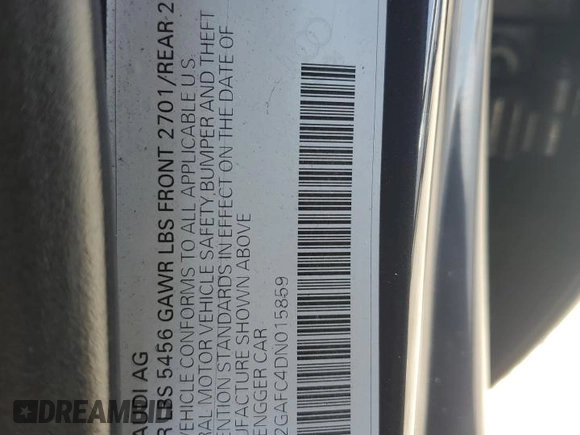 AUDI AG
R LBS 5456 GAWR LBS FRONT 2701/REAR 2
VEHICLE CONFORMS TO ALL APPLICABLE U.S.
RAL MOTOR VEHICLE SAFETY, BUMPER AND THEFT
ENTION STANDARDS IN EFFECT ON THE DATE OF
UFACTURE SHOWN ABOVE
ENGGER CAR
2GAFC4DN015859
DREAMBID